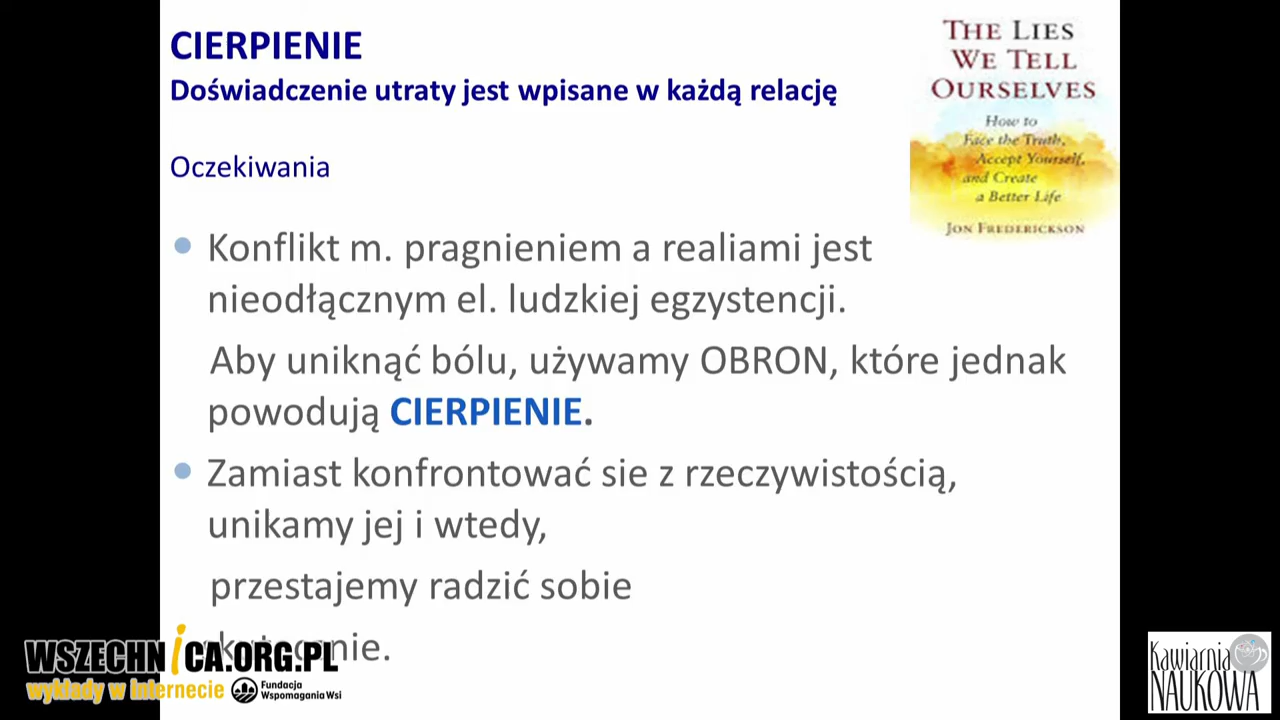 CIERPIENIE
Doświadczenie utraty jest wpisane w każdą relację
Oczekiwania
THE LIES
WE TELL
OURSELVES
How to
Face the Truth,
Accept Yourself,
and Create
a Better Life
JON FREDERICKSON
• Konflikt m. pragnieniem a realiami jest
nieodłącznym el. ludzkiej egzystencji.
Aby uniknąć bólu, używamy OBRON, które jednak
powodują CIERPIENIE.
• Zamiast konfrontować sie z rzeczywistością,
unikamy jej i wtedy,
przestajemy radzić sobie
WSZECHNICA.ORG.PL
wykłady w Internecie
Fundacja
Wspomagania Wsi
Kawiarnia
NAUKOWA